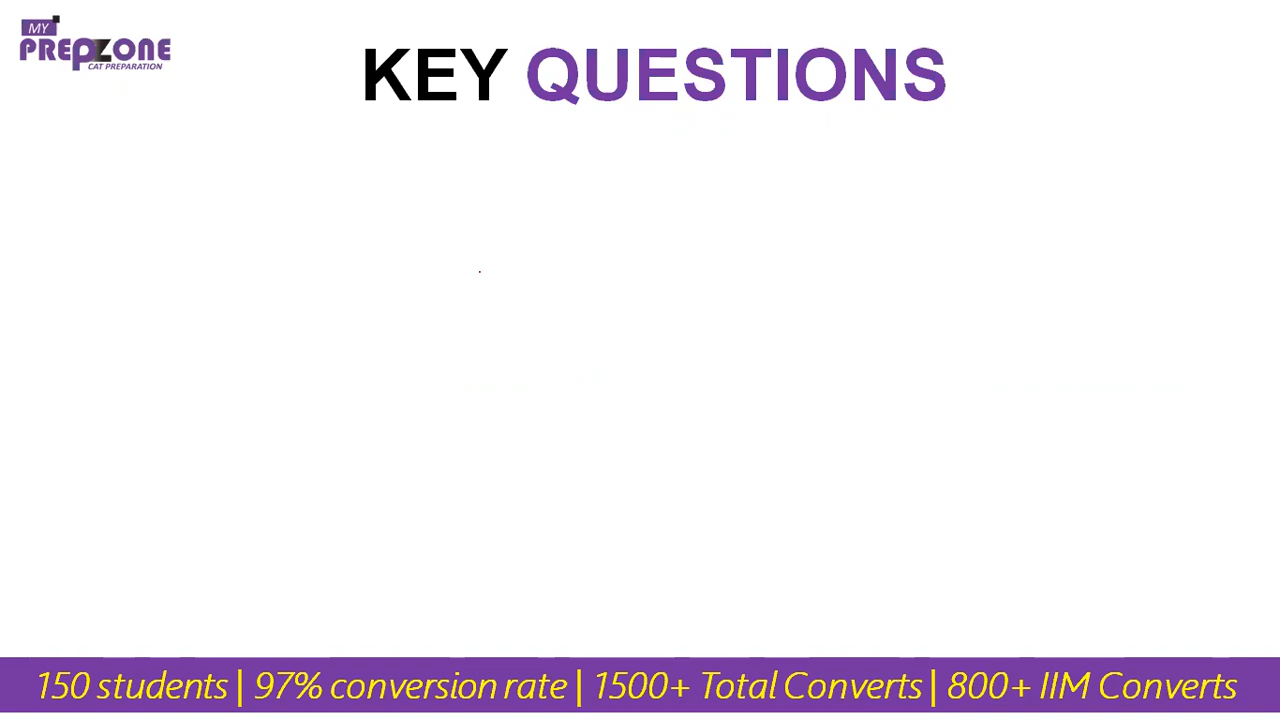 MY
PREPZONE
CAT PREPARATION
KEY QUESTIONS
150 students | 97% conversion rate | 1500+ Total Converts | 800+ IIM Converts